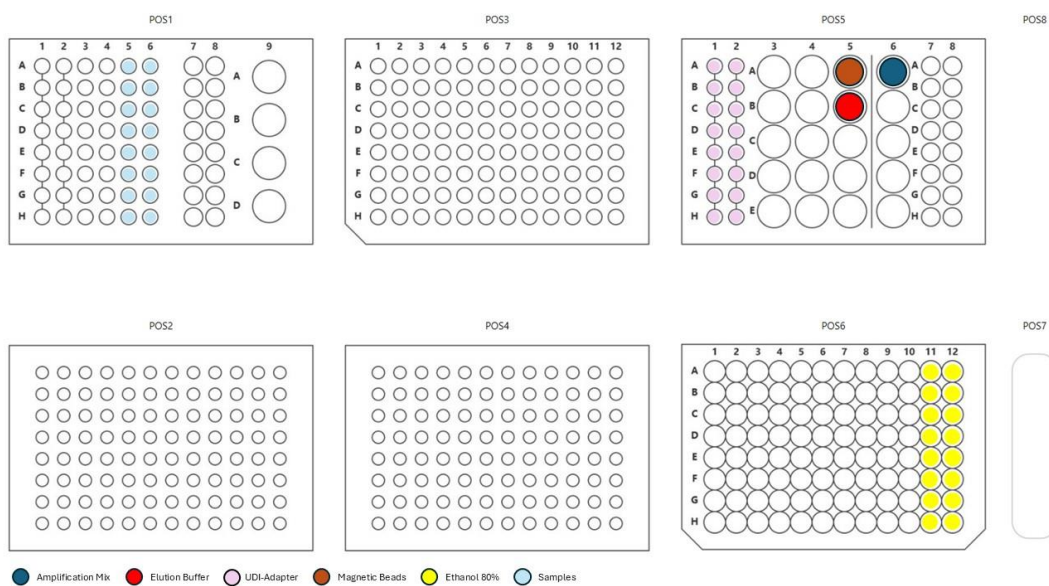 POS1 POS3 POS5 POS8
1 2 3 4 5 6 7 8 9
A
B
C
D
E
F
G
H
A
B
C
D
1 2 3 4 5 6 7 8 9 10 11 12
A
B
C
D
E
F
G
H
1 2 3 4 5 6 7 8
A
B
C
D
E
F
G
H
A
B
C
D
E
A
B
C
D
E
F
G
H
POS2 POS4 POS6 POS7
1 2 3 4 5 6 7 8 9 10 11 12
A
B
C
D
E
F
G
H
Amplification Mix Elution Buffer UDI-Adapter Magnetic Beads Ethanol 80% Samples